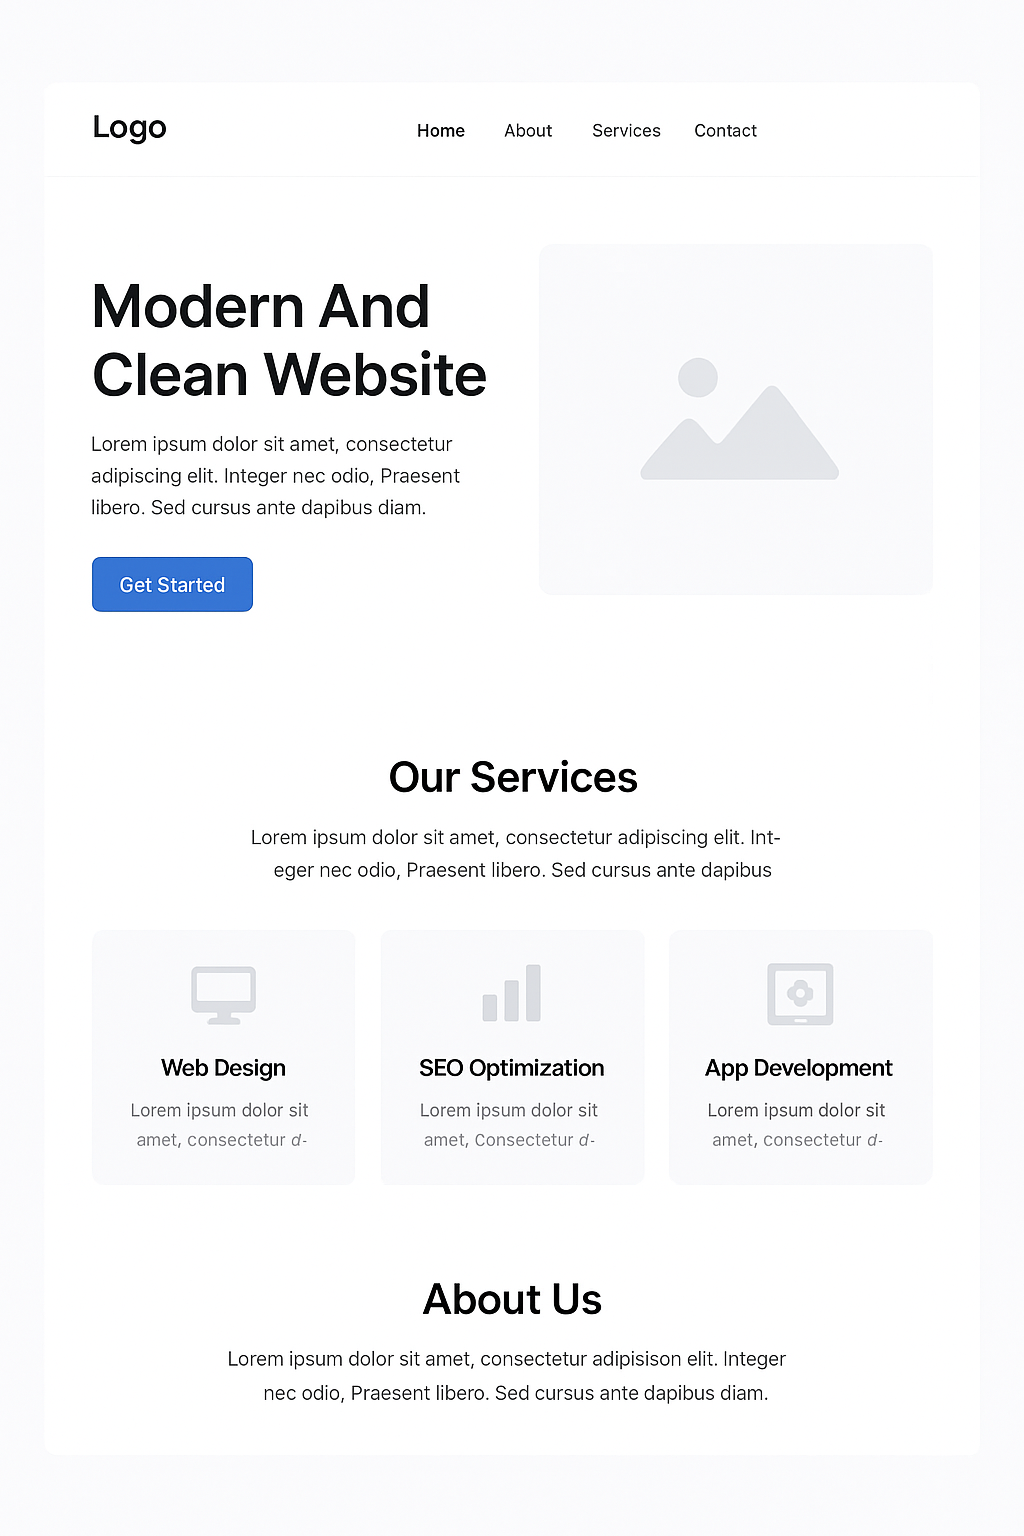 Logo
Home About Services Contact
Modern And
Clean Website
Lorem ipsum dolor sit amet, consectetur
adipiscing elit. Integer nec odio, Praesent
libero. Sed cursus ante dapibus diam.
Get Started
Our Services
Lorem ipsum dolor sit amet, consectetur adipiscing elit. Int-
eger nec odio, Praesent libero. Sed cursus ante dapibus
Web Design
Lorem ipsum dolor sit
amet, consectetur d-
SEO Optimization
Lorem ipsum dolor sit
amet, Consectetur d-
App Development
Lorem ipsum dolor sit
amet, consectetur d-
About Us
Lorem ipsum dolor sit amet, consectetur adipisison elit. Integer
nec odio, Praesent libero. Sed cursus ante dapibus diam.